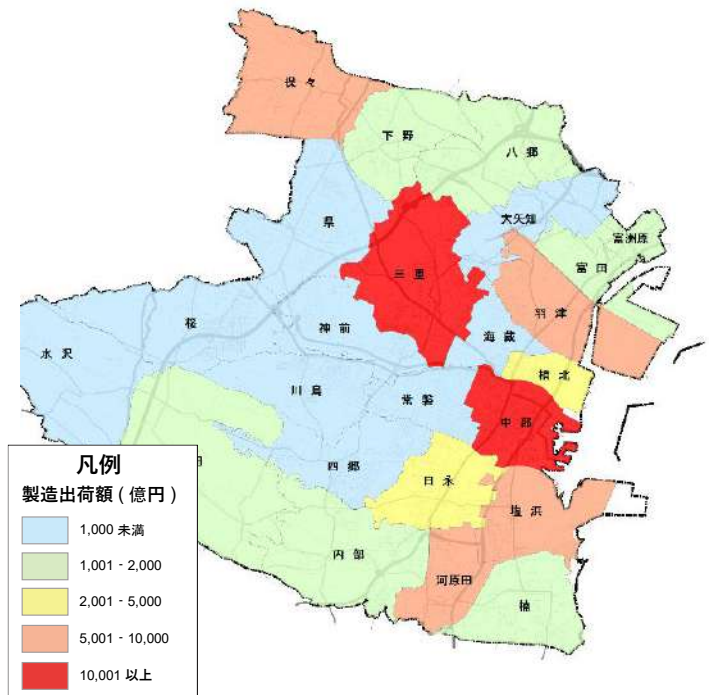 保々
下野
八郷
県
大矢知
富洲原
富田
三重
羽津
桜
神前
海蔵
水沢
橋北
川島
常磐
中部
四郷
日永
塩浜
内部
河原田
楠
凡例
製造出荷額 ( 億円 )
1,000 未満
1,001 - 2,000
2,001 - 5,000
5,001 - 10,000
10,001 以上